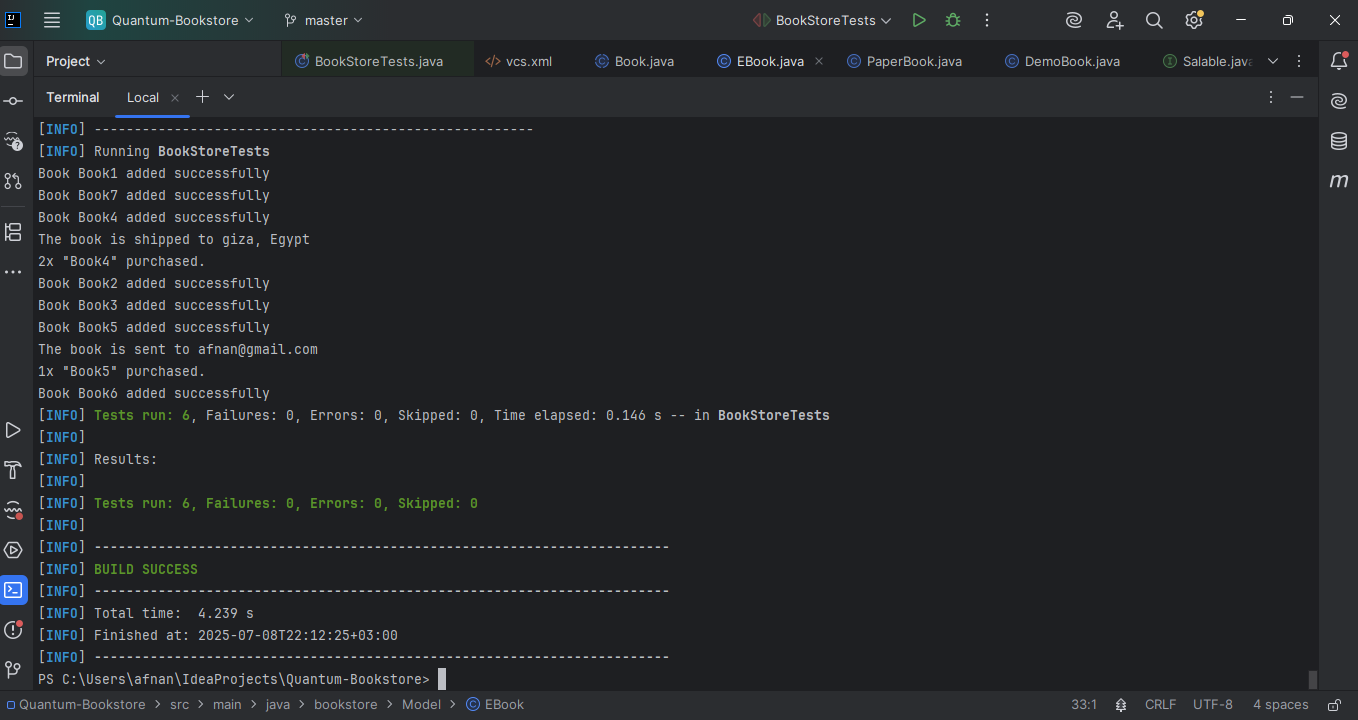 QB Quantum-Bookstore master BookStoreTests
Project BookStoreTests.java vcs.xml Book.java EBook.java PaperBook.java DemoBook.java Salable.java
Terminal Local
[INFO] -------------------------------------------------------
[INFO] Running BookStoreTests
Book Book1 added successfully
Book Book7 added successfully
Book Book4 added successfully
The book is shipped to giza, Egypt
2x "Book4" purchased.
Book Book2 added successfully
Book Book3 added successfully
Book Book5 added successfully
The book is sent to afnan@gmail.com
1x "Book5" purchased.
Book Book6 added successfully
[INFO] Tests run: 6, Failures: 0, Errors: 0, Skipped: 0, Time elapsed: 0.146 s -- in BookStoreTests
[INFO]
[INFO] Results:
[INFO]
[INFO] Tests run: 6, Failures: 0, Errors: 0, Skipped: 0
[INFO]
[INFO] ------------------------------------------------------------------------
[INFO] BUILD SUCCESS
[INFO] ------------------------------------------------------------------------
[INFO] Total time:  4.239 s
[INFO] Finished at: 2025-07-08T22:12:25+03:00
[INFO] ------------------------------------------------------------------------
PS C:\Users\afnan\IdeaProjects\Quantum-Bookstore>
Quantum-Bookstore > src > main > java > bookstore > Model > EBook 33:1 CRLF UTF-8 4 spaces